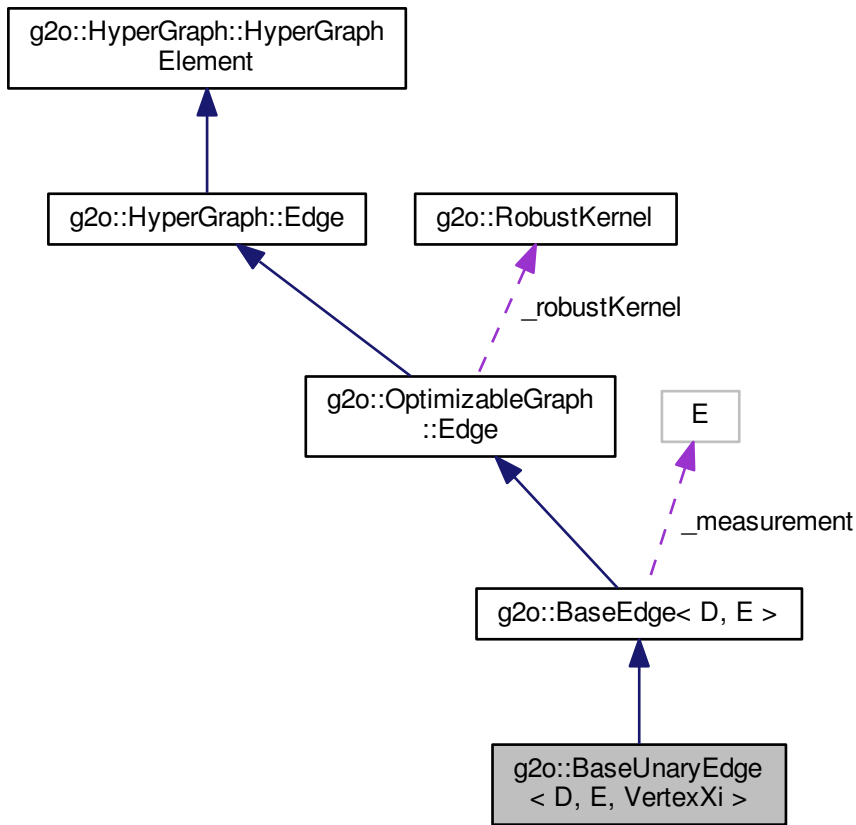 g2o::HyperGraph::HyperGraph
Element
g2o::HyperGraph::Edge
g2o::RobustKernel
_robustKernel
g2o::OptimizableGraph
::Edge
E
_measurement
g2o::BaseEdge< D, E >
g2o::BaseUnaryEdge
< D, E, VertexXi >